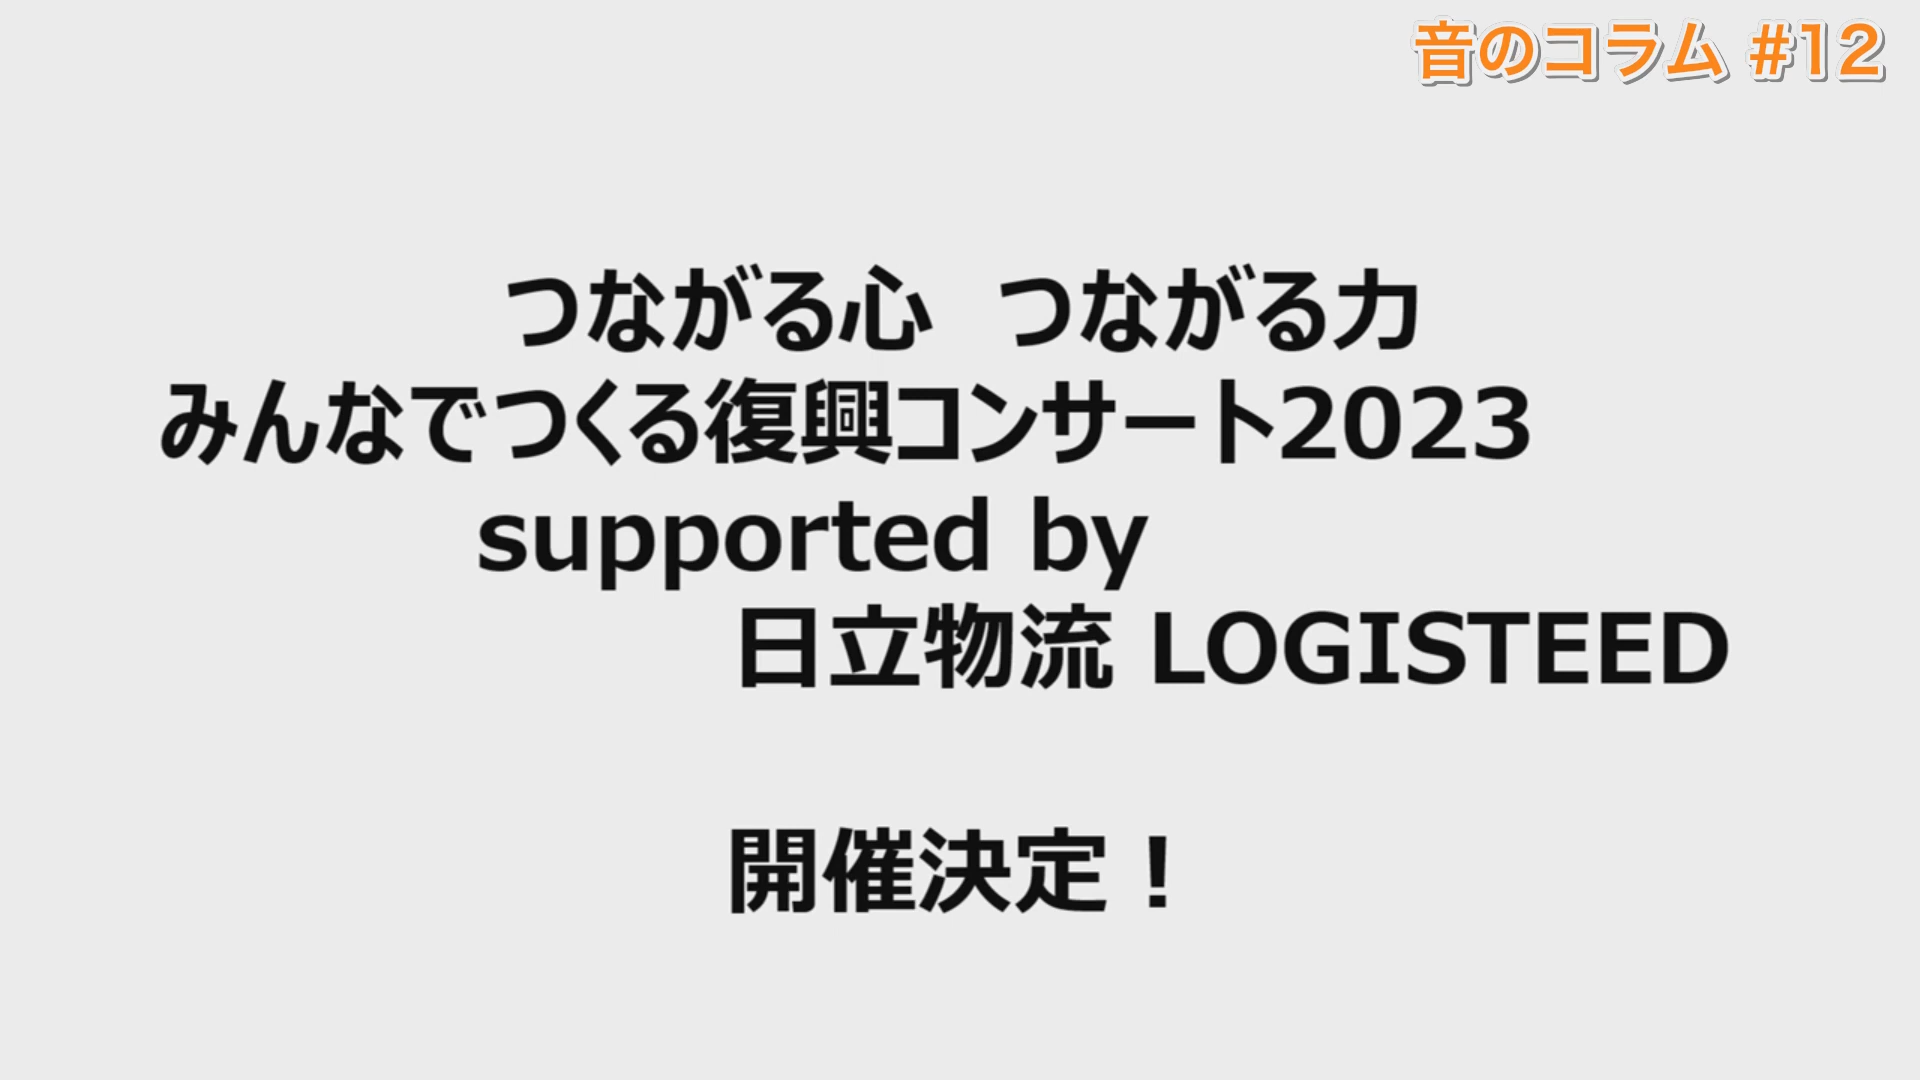 音のコラム #12
つながる心 つながる力
みんなでつくる復興コンサート2023
supported by
日立物流 LOGISTEED
開催決定！